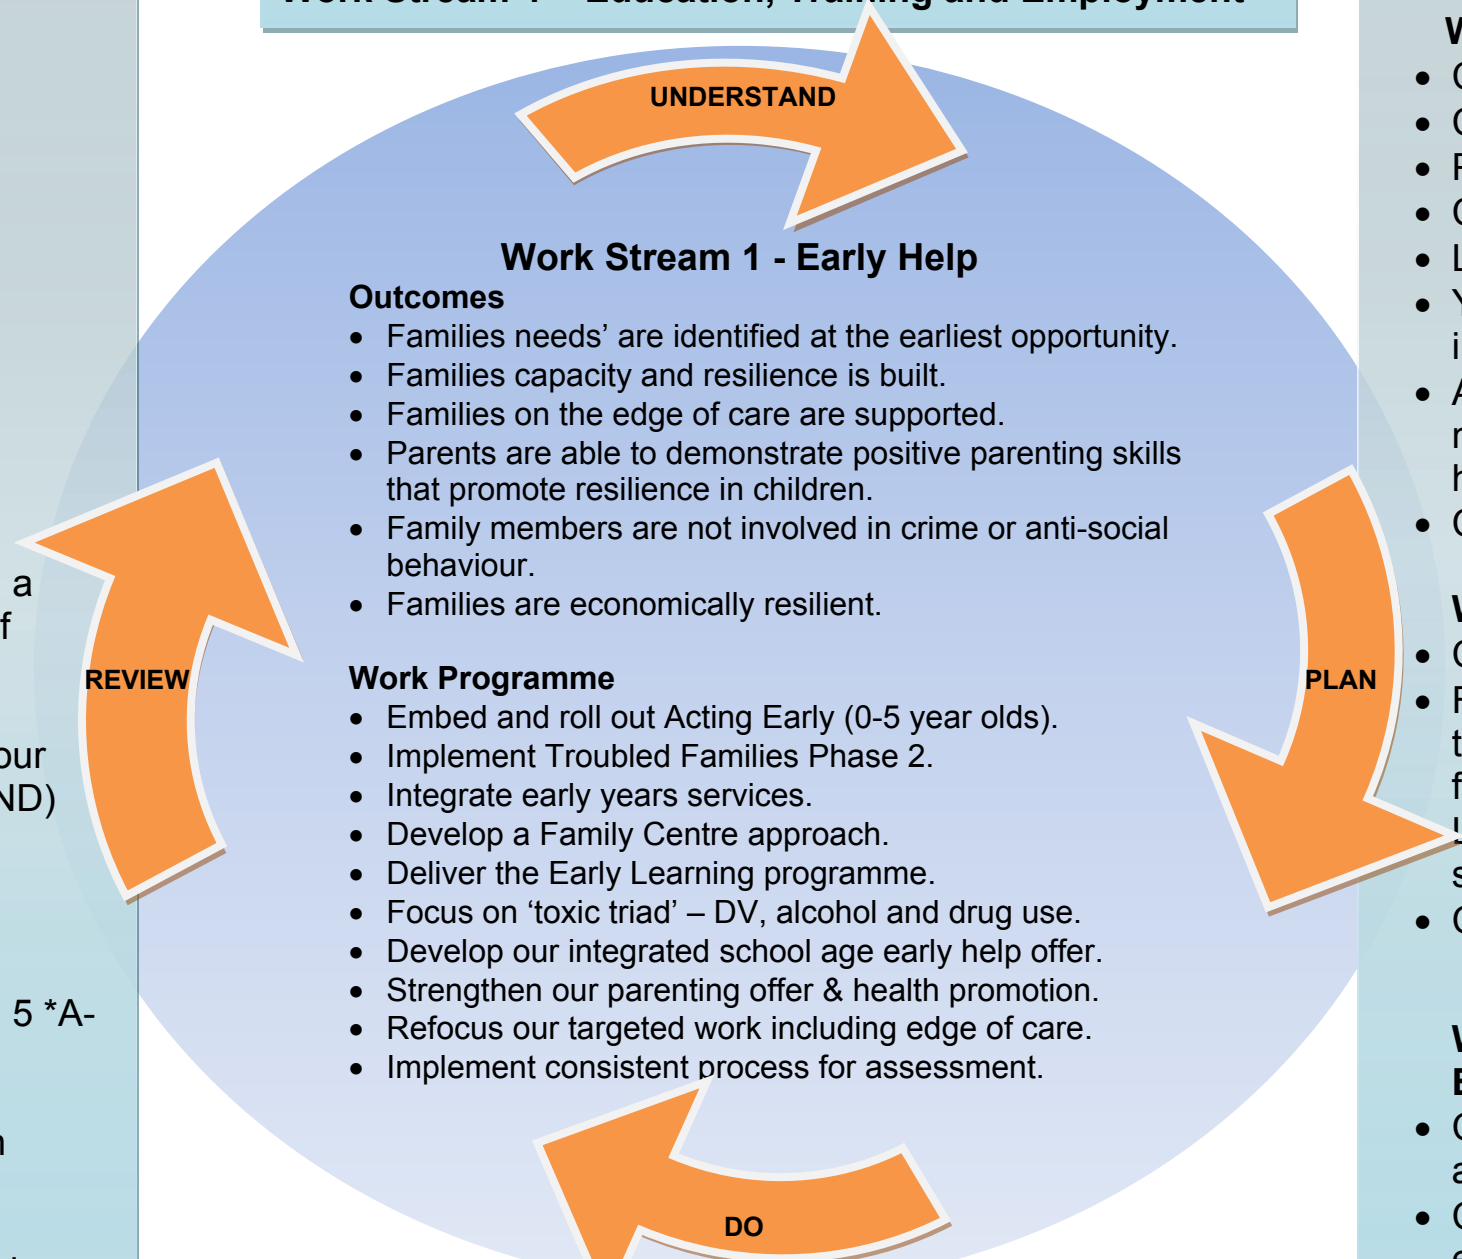 Education, Training and Employment
UNDERSTAND
Work Stream 1 - Early Help
Outcomes
• Families needs’ are identified at the earliest opportunity.
• Families capacity and resilience is built.
• Families on the edge of care are supported.
• Parents are able to demonstrate positive parenting skills
that promote resilience in children.
• Family members are not involved in crime or anti-social
behaviour.
• Families are economically resilient.
REVIEW
PLAN
Work Programme
• Embed and roll out Acting Early (0-5 year olds).
• Implement Troubled Families Phase 2.
• Integrate early years services.
• Develop a Family Centre approach.
• Deliver the Early Learning programme.
• Focus on ‘toxic triad’ – DV, alcohol and drug use.
• Develop our integrated school age early help offer.
• Strengthen our parenting offer & health promotion.
• Refocus our targeted work including edge of care.
• Implement consistent process for assessment.
DO
a
5 *A-